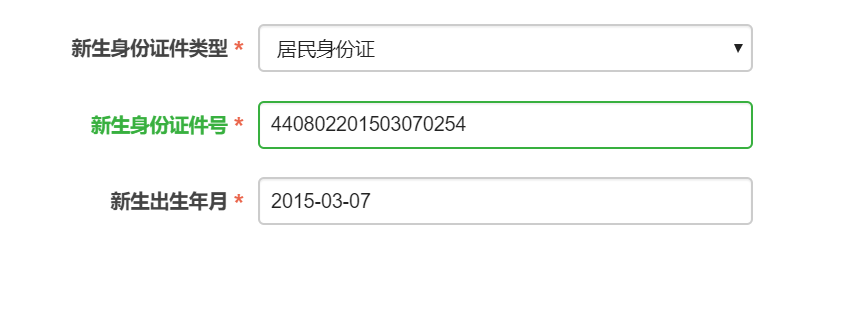 新生身份证件类型 * 居民身份证 ▼
新生身份证件号 * 440802201503070254
新生出生年月 * 2015-03-07